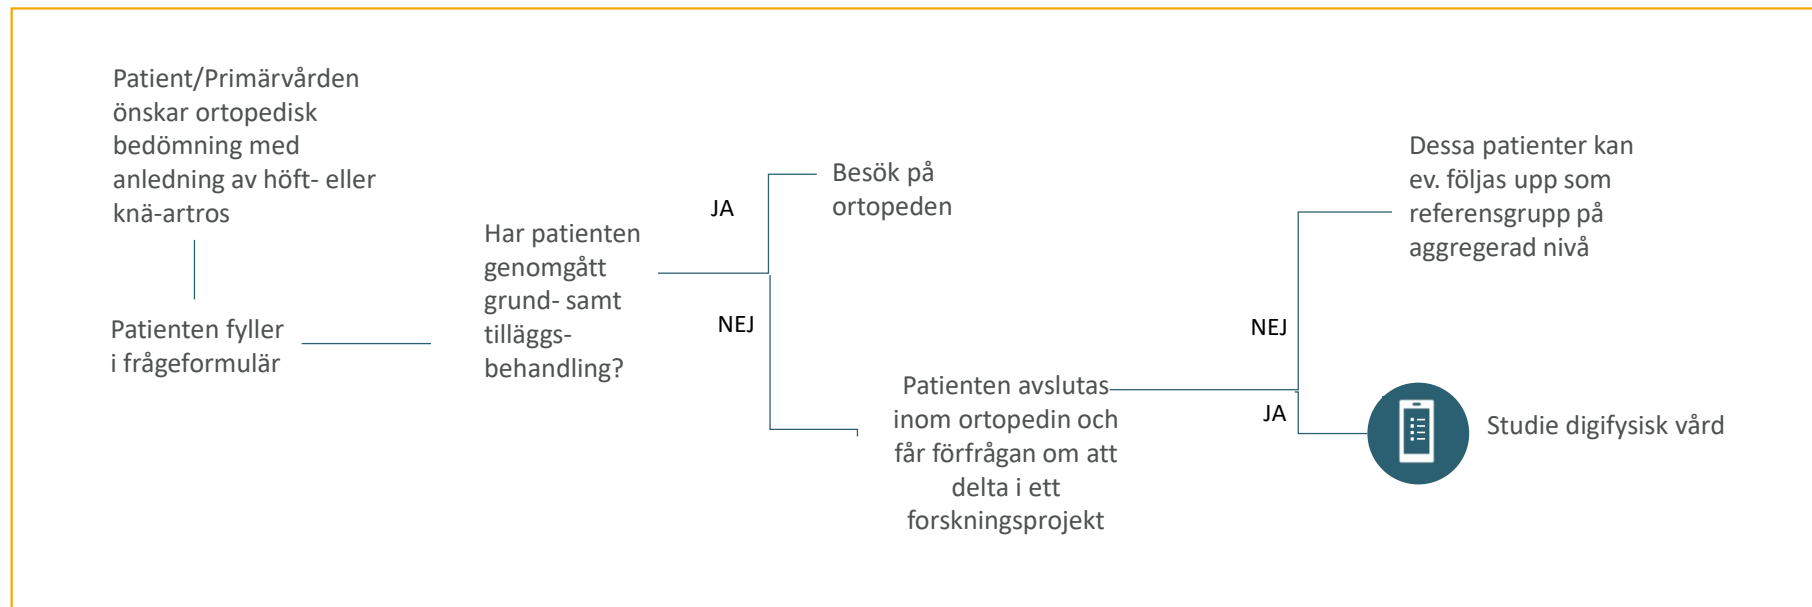 Patient/Primärvården
önskar ortopedisk
bedömning med
anledning av höft- eller
knä-artros
Patienten fyller
i frågeformulär
Har patienten
genomgått
grund- samt
tilläggs-
behandling?
JA
Besök på
ortopeden
NEJ
Patienten avslutas
inom ortopedin och
får förfrågan om att
delta i ett
forskningsprojekt
NEJ
Dessa patienter kan
ev. följas upp som
referensgrupp på
aggregerad nivå
JA
Studie digifysisk vård